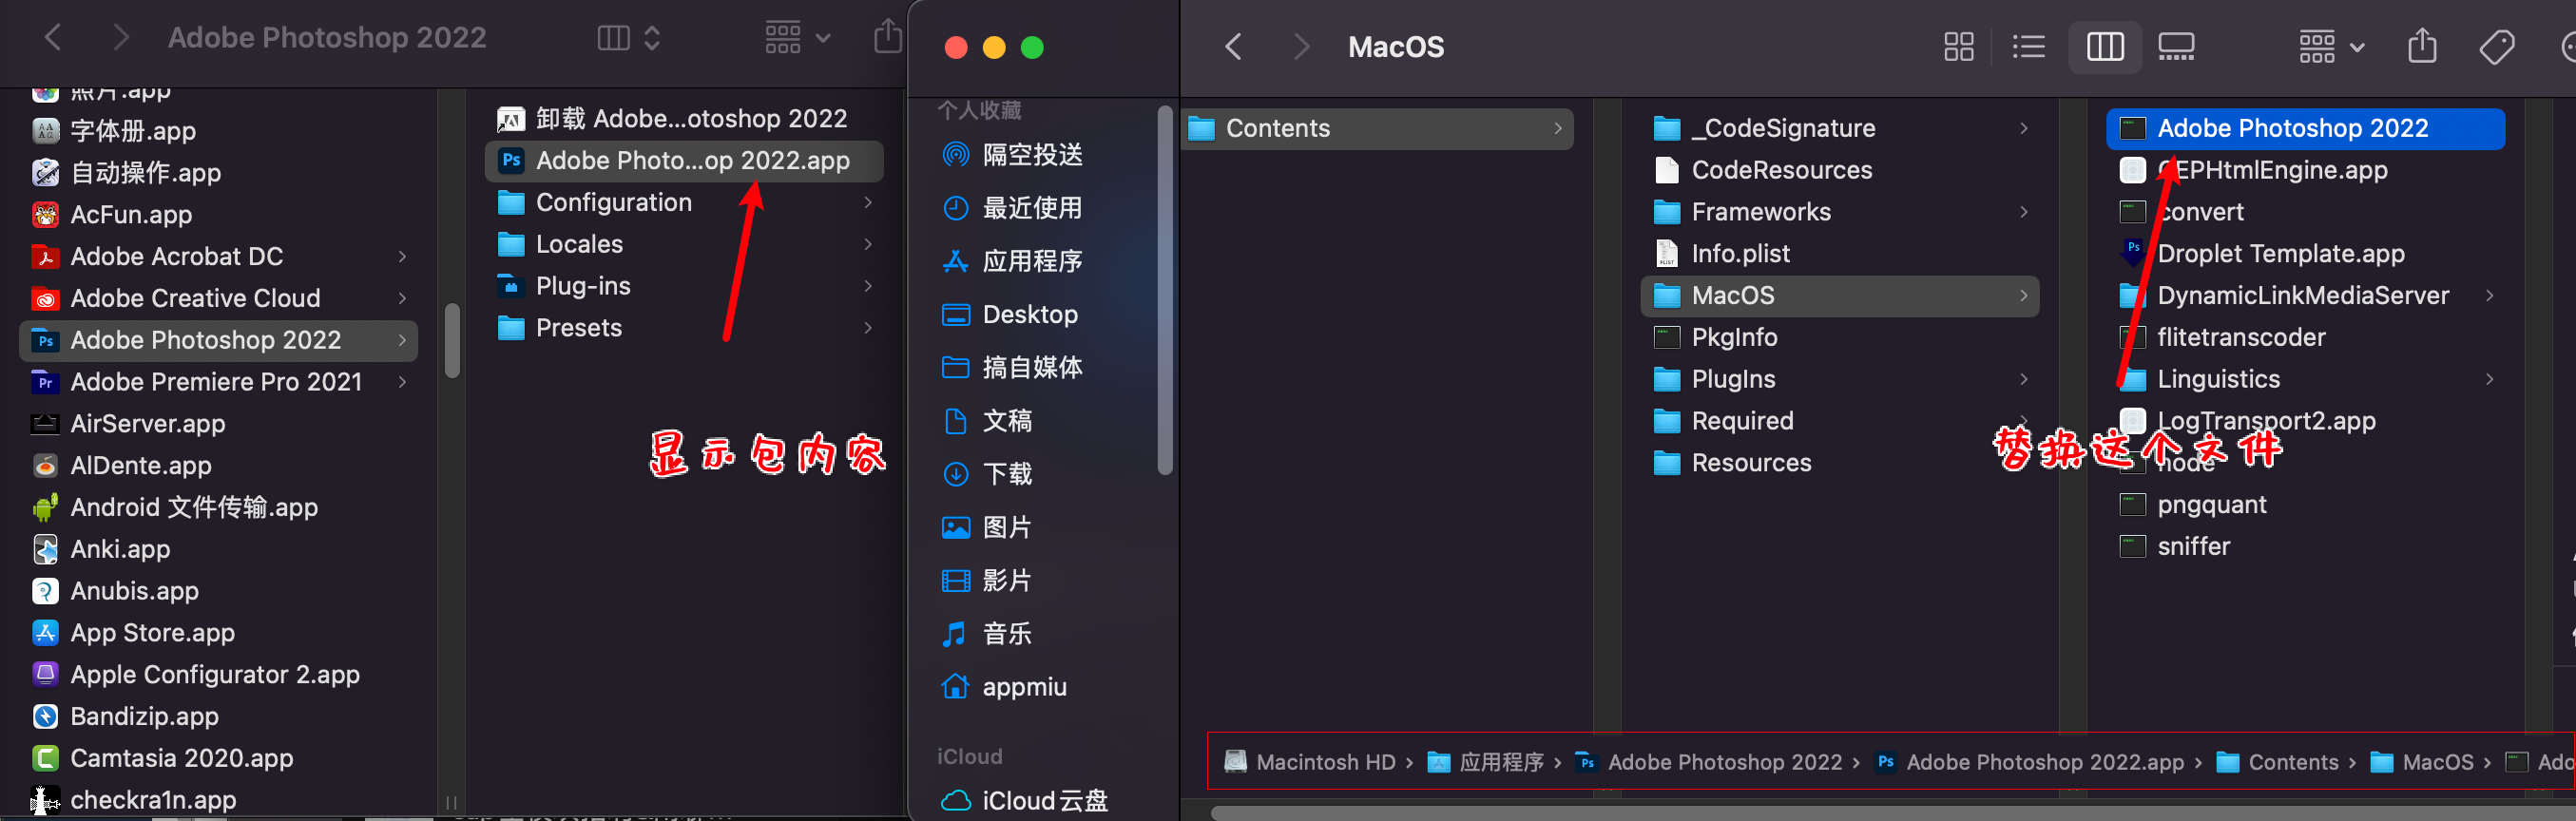 Adobe Photoshop 2022
照片.app
字体册.app
自动操作.app
AcFun.app
Adobe Acrobat DC
Adobe Creative Cloud
Adobe Photoshop 2022
Adobe Premiere Pro 2021
AirServer.app
AlDente.app
Android 文件传输.app
Anki.app
Anubis.app
App Store.app
Apple Configurator 2.app
Bandizip.app
Camtasia 2020.app
checkra1n.app
卸载 Adobe...otoshop 2022
Adobe Photo...op 2022.app
Configuration
Locales
Plug-ins
Presets
显示包内容
个人收藏
隔空投送
最近使用
应用程序
Desktop
搞自媒体
文稿
下载
图片
影片
音乐
appmiu
iCloud
iCloud云盘
MacOS
Contents
_CodeSignature
CodeResources
Frameworks
Info.plist
MacOS
PkgInfo
PlugIns
Required
Resources
Adobe Photoshop 2022
CEPHtmlEngine.app
convert
Droplet Template.app
DynamicLinkMediaServer
flitetranscoder
Linguistics
LogTransport2.app
node
pngquant
sniffer
替换这个文件
Macintosh HD › 应用程序 › Adobe Photoshop 2022 › Adobe Photoshop 2022.app › Contents › MacOS › Ado